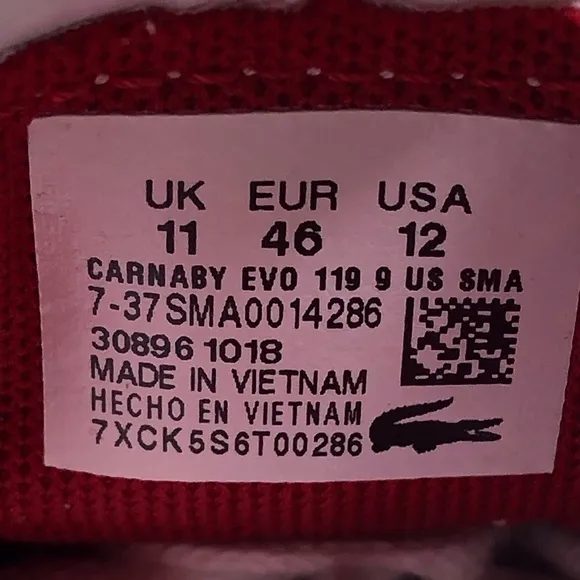 UK EUR USA
11 46 12
CARNABY EVO 119 9 US SMA
7-37SMA0014286
30896 1018
MADE IN VIETNAM
HECHO EN VIETNAM
7XCK5S6T00286